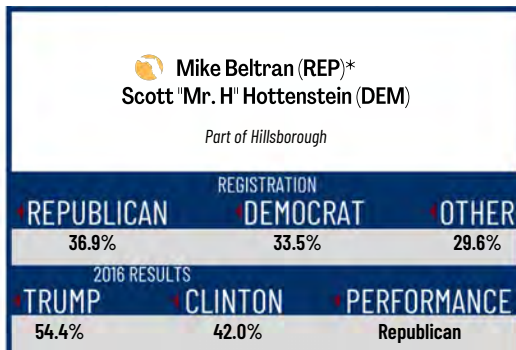 Mike Beltran (REP)*
Scott "Mr. H" Hottenstein (DEM)
Part of Hillsborough
REGISTRATION
REPUBLICAN DEMOCRAT OTHER
36.9% 33.5% 29.6%
2016 RESULTS
TRUMP CLINTON PERFORMANCE
54.4% 42.0% Republican